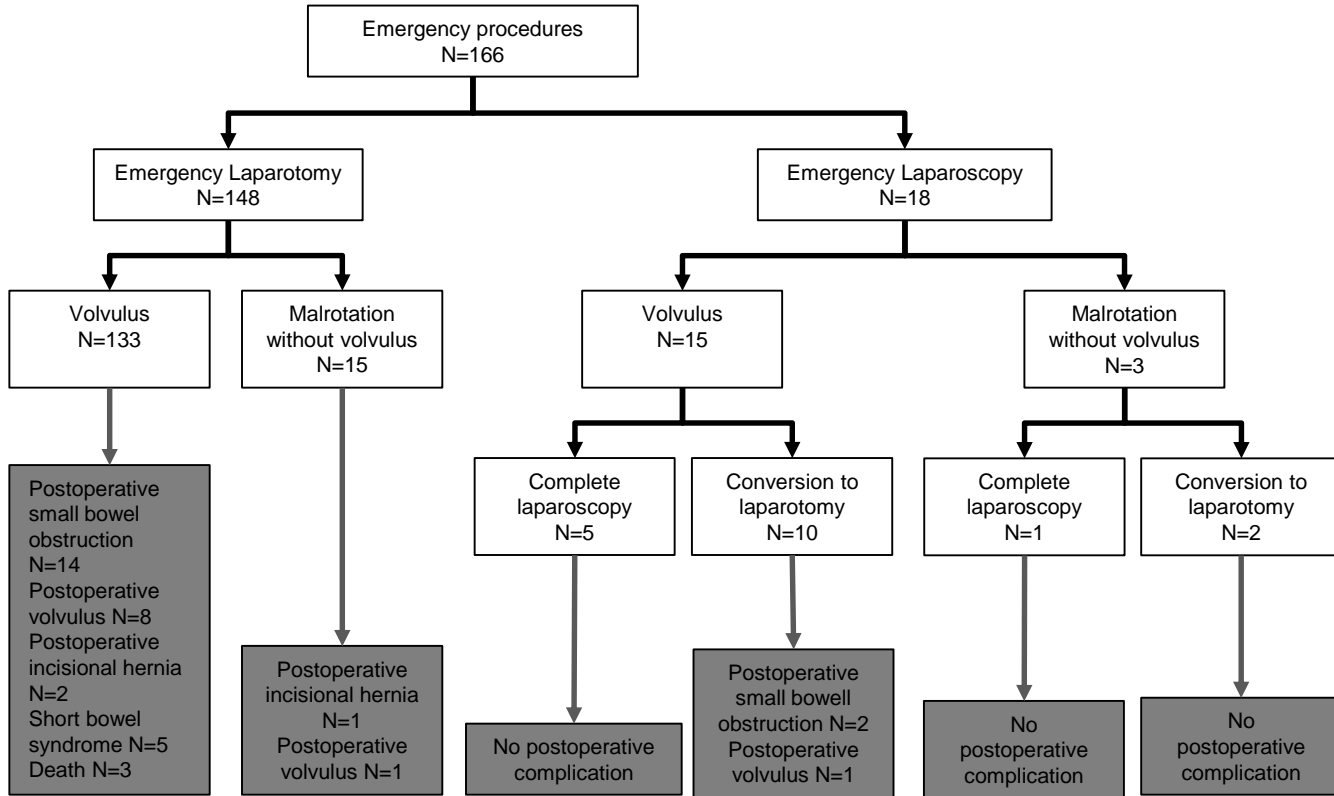 Emergency procedures
N=166
Emergency Laparotomy
N=148
Emergency Laparoscopy
N=18
Volvulus
N=133
Malrotation
without volvulus
N=15
Volvulus
N=15
Malrotation
without volvulus
N=3
Complete
laparoscopy
N=5
Conversion to
laparotomy
N=10
Complete
laparoscopy
N=1
Conversion to
laparotomy
N=2
Postoperative
small bowel
obstruction
N=14
Postoperative
volvulus N=8
Postoperative
incisional hernia
N=2
Short bowel
syndrome N=5
Death N=3
Postoperative
incisional hernia
N=1
Postoperative
volvulus N=1
No postoperative
complication
Postoperative
small bowell
obstruction N=2
Postoperative
volvulus N=1
No
postoperative
complication
No
postoperative
complication